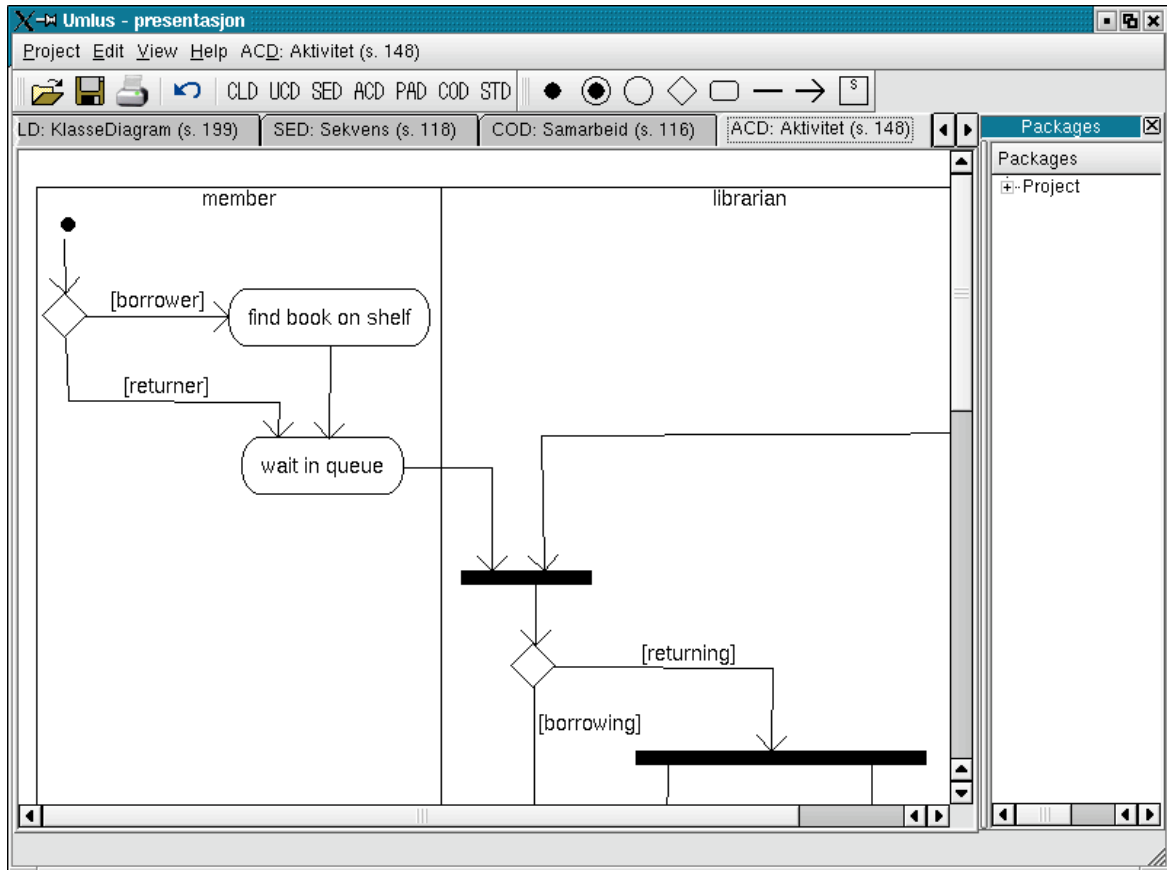 Umlus - presentasjon
Project Edit View Help ACD: Aktivitet (s. 148)
CLD UCD SED ACD PAD COD STD S
LD: KlasseDiagram (s. 199) SED: Sekvens (s. 118) COD: Samarbeid (s. 116) ACD: Aktivitet (s. 148) Packages
Packages
Project
member librarian
[borrower]
find book on shelf
[returner]
wait in queue
[returning]
[borrowing]